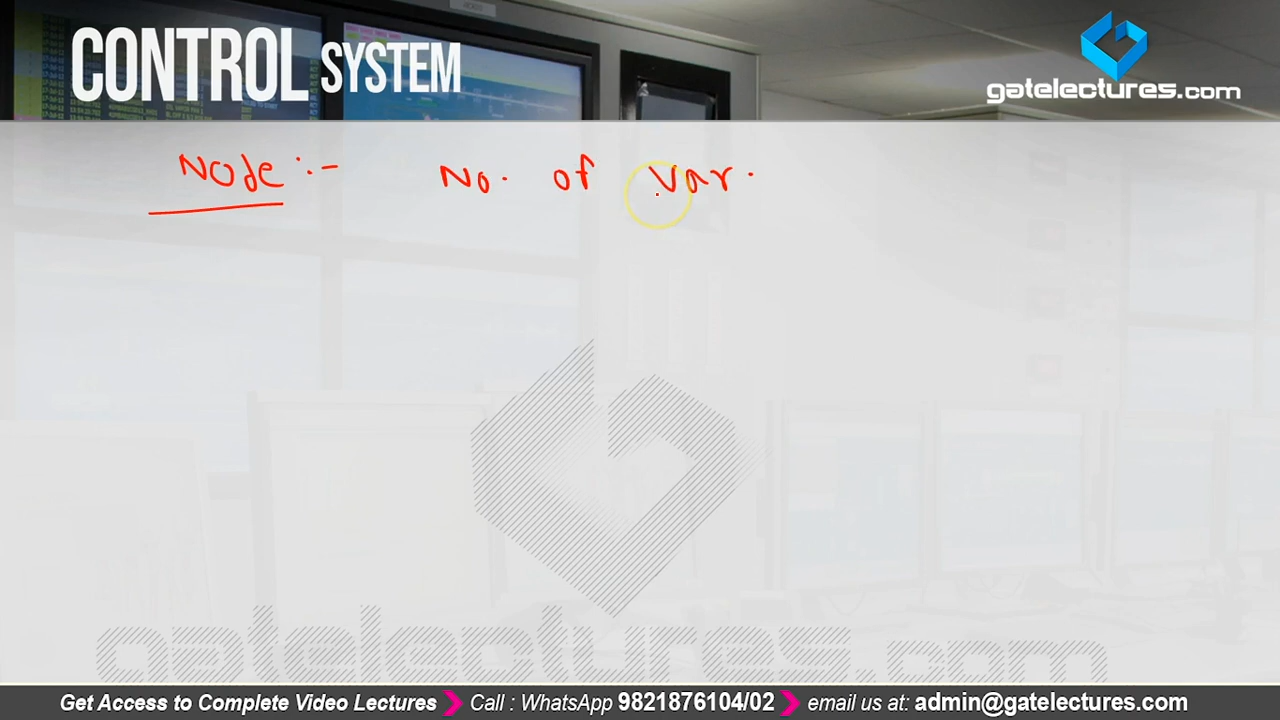 CONTROL SYSTEM
gatelectures.com
Node :- No. of Var.
gatelectures.com
Get Access to Complete Video Lectures Call : WhatsApp 9821876104/02 email us at: admin@gatelectures.com